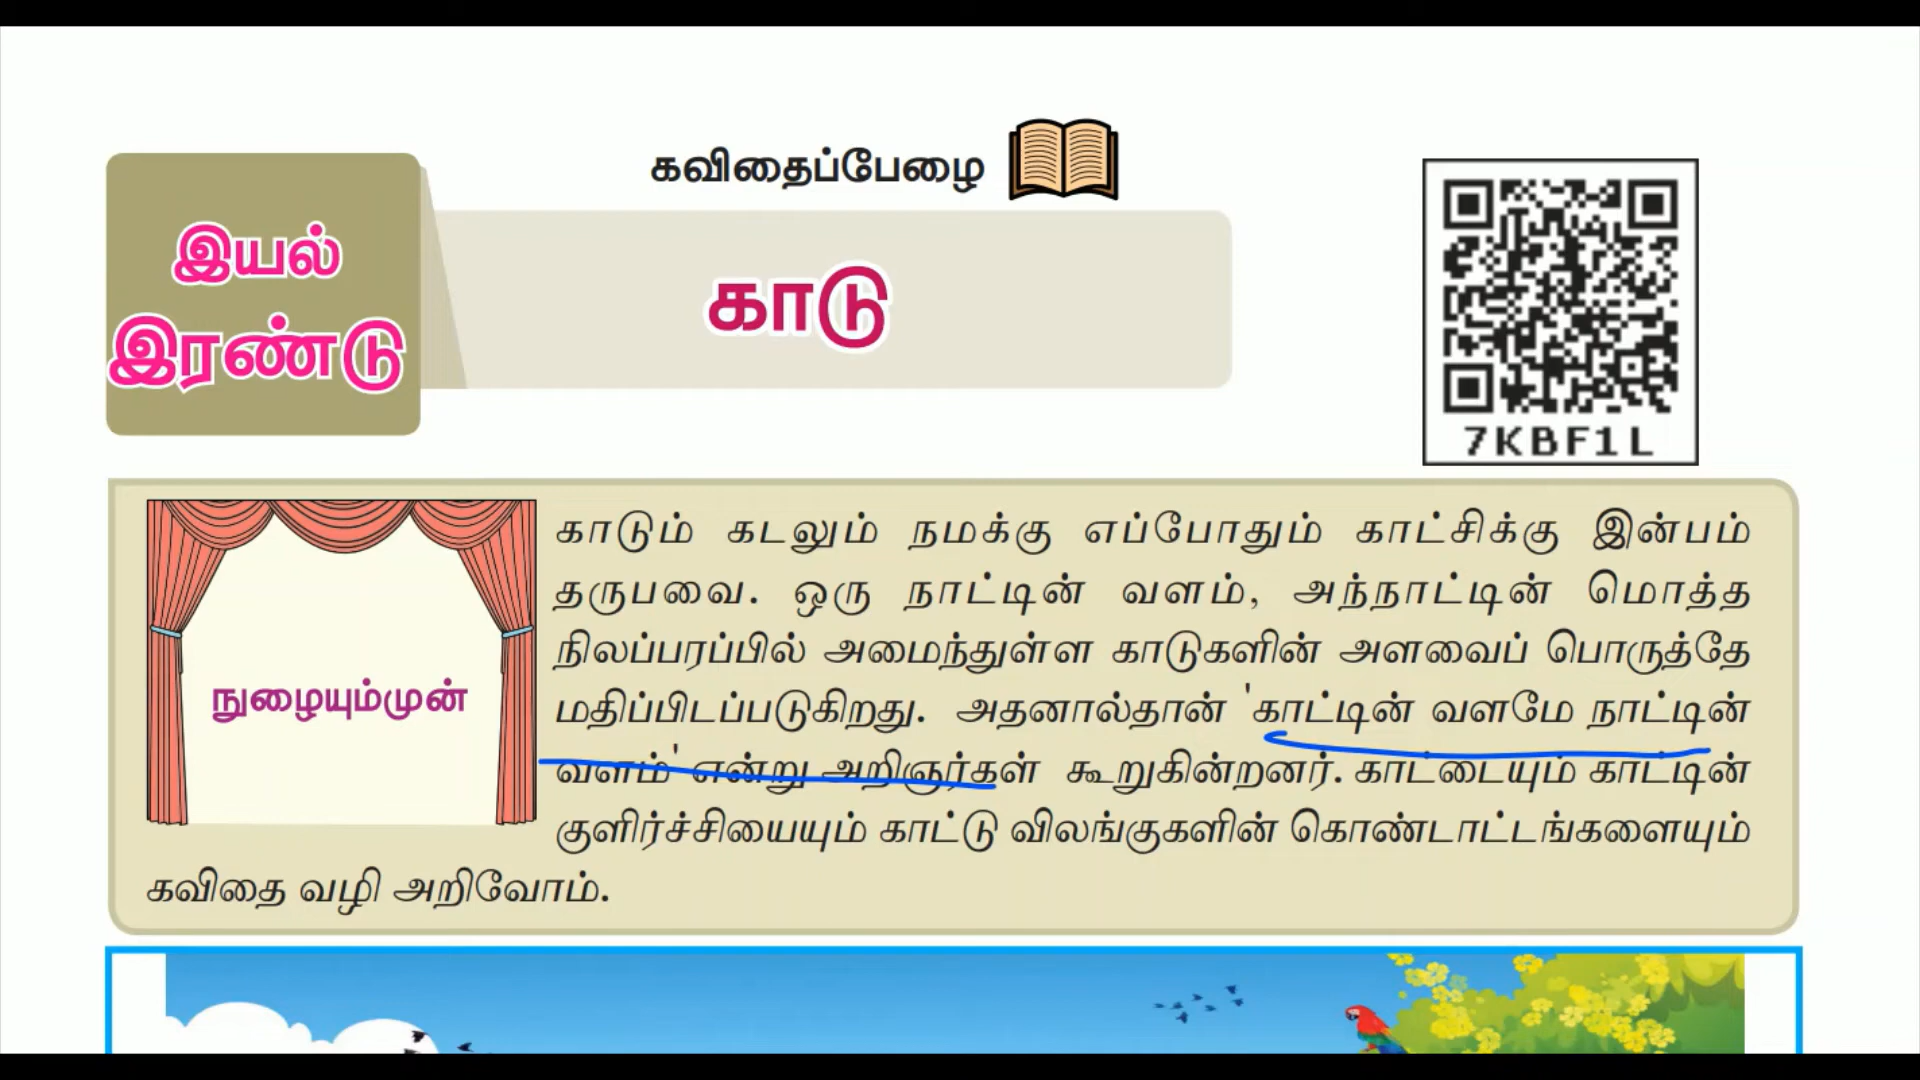 கவிதைப்பேழை
இயல்
இரண்டு
காடு
7KBF1L
நுழையும்முன்
காடும் கடலும் நமக்கு எப்போதும் காட்சிக்கு இன்பம்
தருபவை. ஒரு நாட்டின் வளம், அந்நாட்டின் மொத்த
நிலப்பரப்பில் அமைந்துள்ள காடுகளின் அளவைப் பொருத்தே
மதிப்பிடப்படுகிறது. அதனால்தான் 'காட்டின் வளமே நாட்டின்
வளம்' என்று அறிஞர்கள் கூறுகின்றனர். காட்டையும் காட்டின்
குளிர்ச்சியையும் காட்டு விலங்குகளின் கொண்டாட்டங்களையும்
கவிதை வழி அறிவோம்.